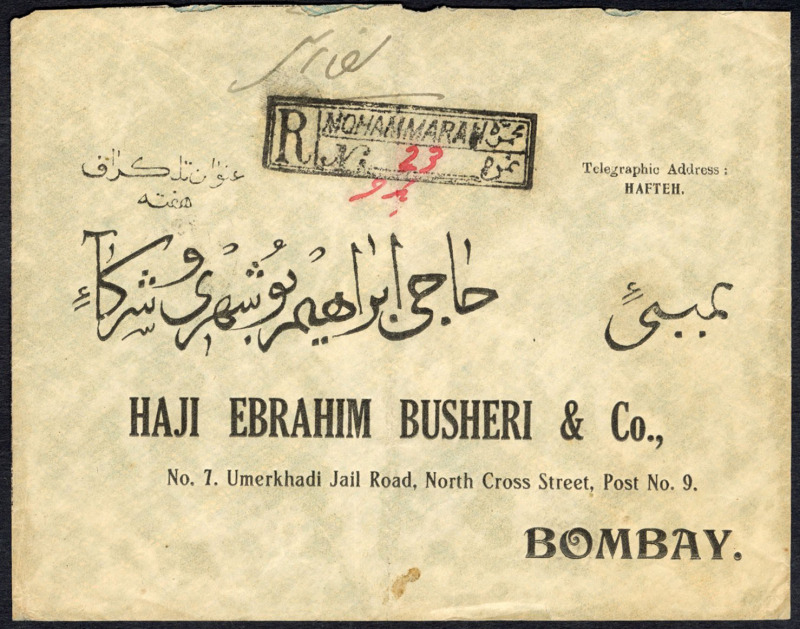 R MOHAMMARAH محمره
No. 23 نمره
عنوان تلگراف
هفته
Telegraphic Address :
HAFTEH.
حاجی ابراهیم بوشهری و شرکاء
بمبئی
HAJI EBRAHIM BUSHERI & Co.,
No. 7. Umerkhadi Jail Road, North Cross Street, Post No. 9.
BOMBAY.